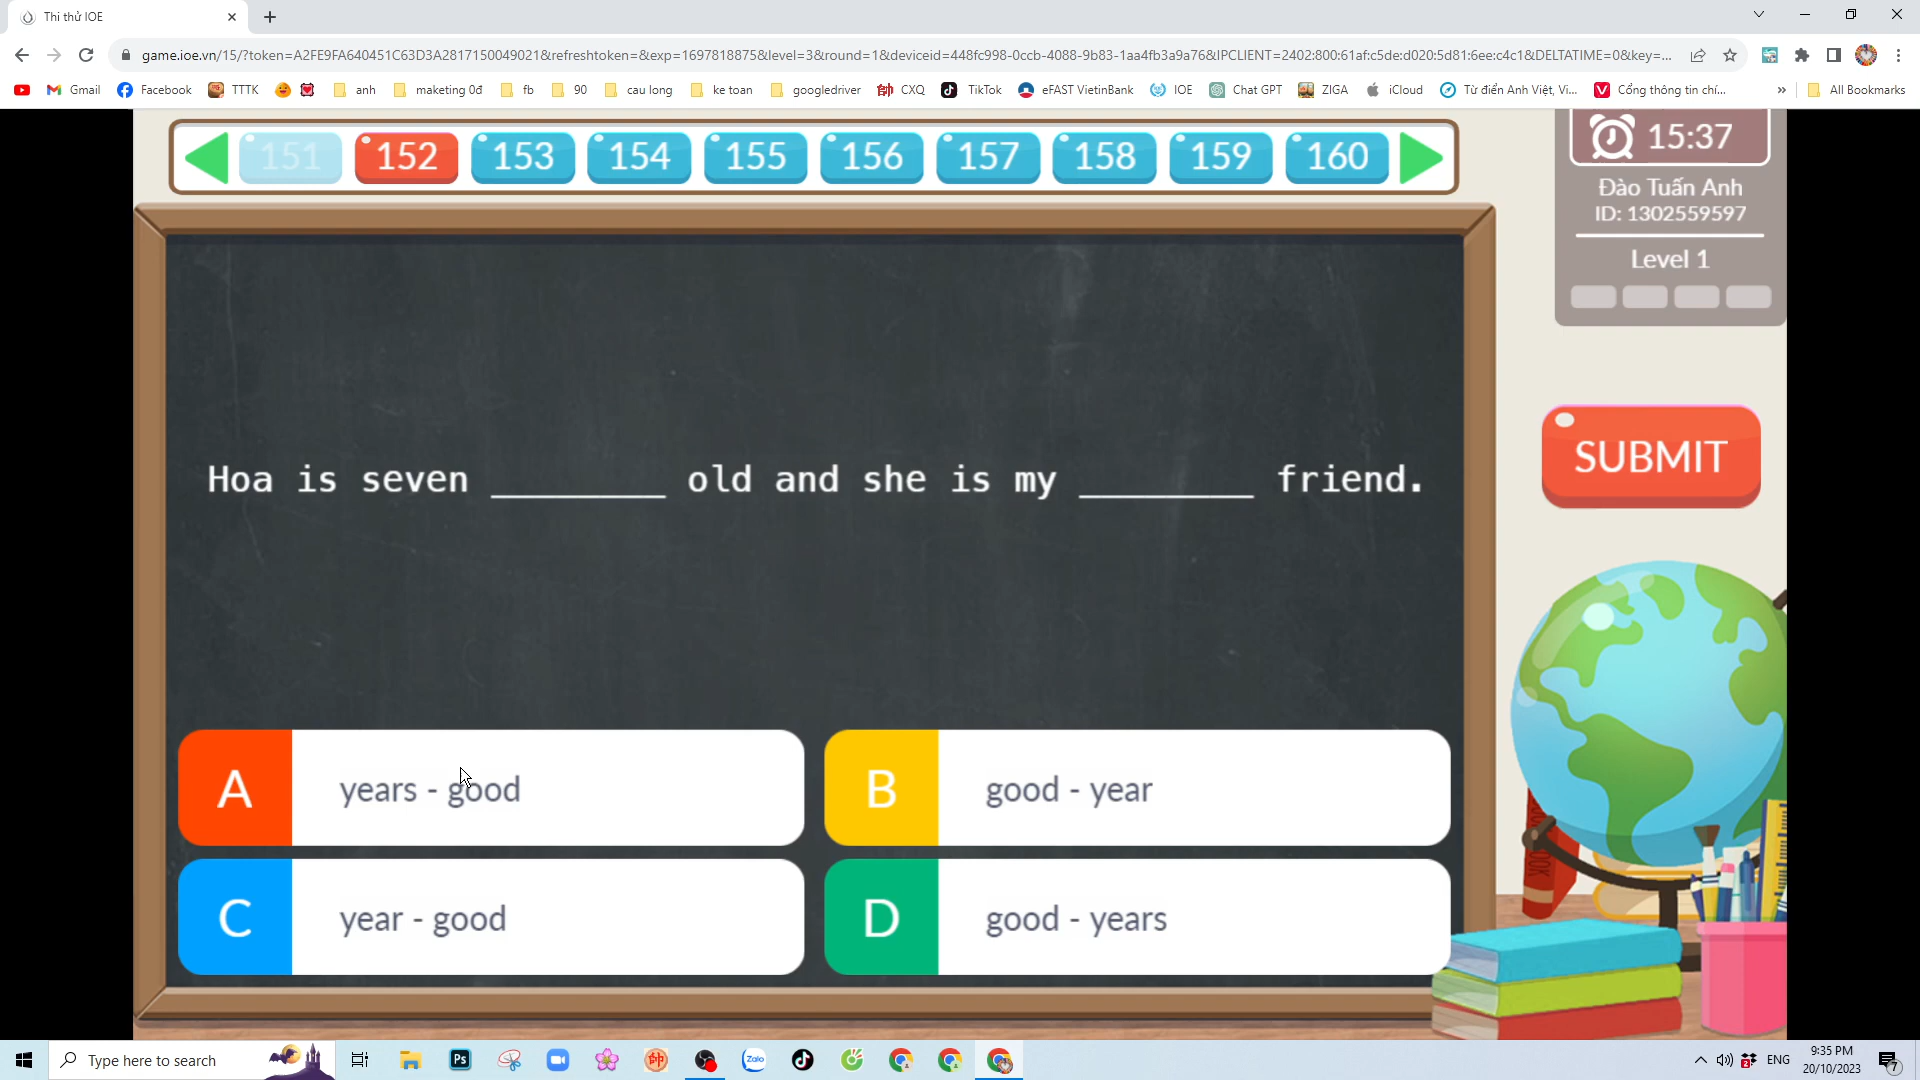 Thi thử IOE
game.ioe.vn/15/?token=A2FE9FA640451C63D3A2817150049021&refreshtoken=&exp=1697818875&level=3&round=1&deviceid=448fc998-0ccb-4088-9b83-1aa4fb3a9a76&IPCLIENT=2402:800:61af:c5de:d020:5d81:6ee:c4c1&DELTATIME=0&key=...
Gmail Facebook TTTK anh maketing 0đ fb 90 cau long ke toan googledriver CXQ TikTok eFAST VietinBank IOE Chat GPT ZIGA iCloud Từ điển Anh Việt, Vi... Cổng thông tin chí... » All Bookmarks
151 152 153 154 155 156 157 158 159 160
15:37
Đào Tuấn Anh
ID: 1302559597
Level 1
SUBMIT
Hoa is seven ________ old and she is my ________ friend.
A years - good
B good - year
C year - good
D good - years
Type here to search
Ps
Zalo
ENG
9:35 PM
20/10/2023
7